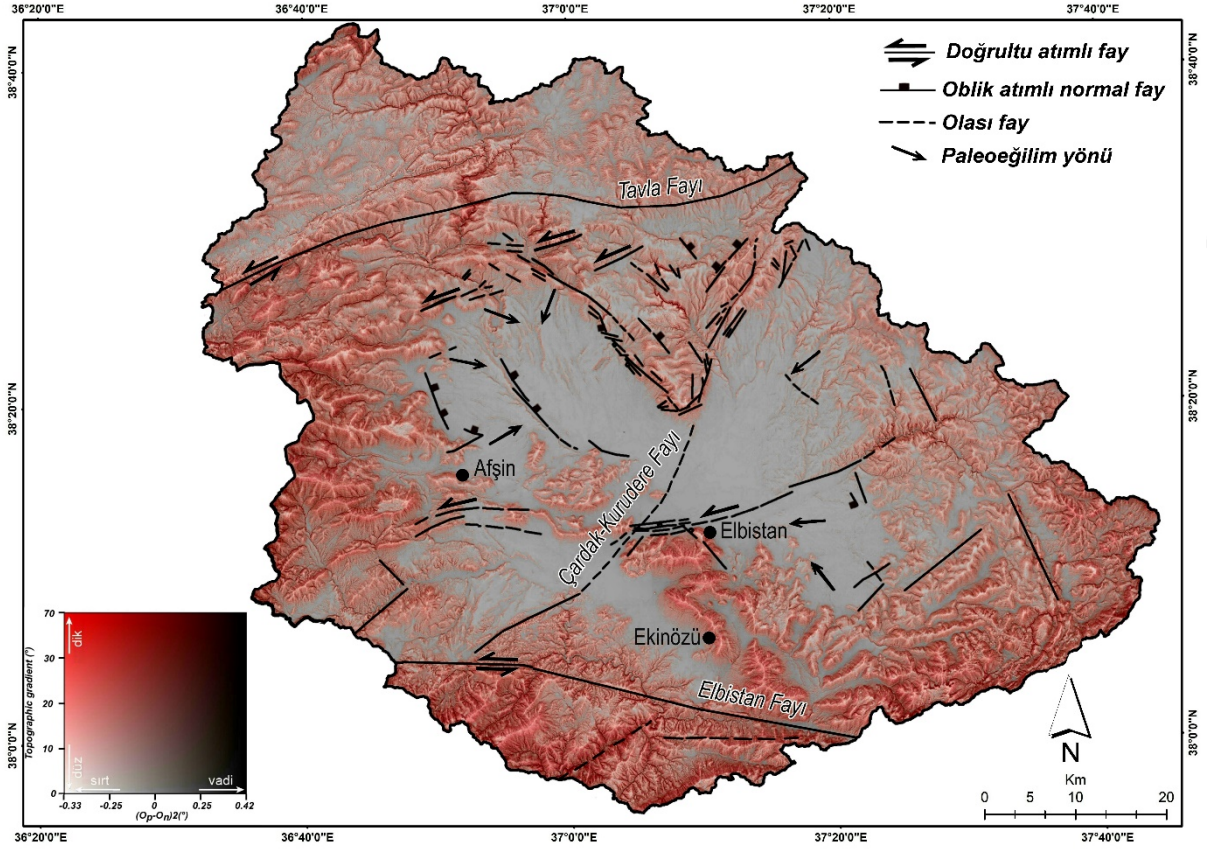 36°20'0"E
36°40'0"E
37°0'0"E
37°20'0"E
37°40'0"E
38°40'0"N
38°40'0"N
Doğrultu atımlı fay
Oblik atımlı normal fay
Olası fay
Paleoeğilim yönü
Tavla Fayı
38°20'0"N
38°20'0"N
Afşin
Çardak-Kurudere Fayı
Elbistan
Ekinözü
Elbistan Fayı
38°0'0"N
38°0'0"N
Topographic gradient (°)
70
30
20
10
0
dik
düz
sırt
vadi
-0.33
-0.25
0
0.25
0.42
(Op-On)2(°)
N
Km
0
5
10
20
36°20'0"E
36°40'0"E
37°0'0"E
37°20'0"E
37°40'0"E